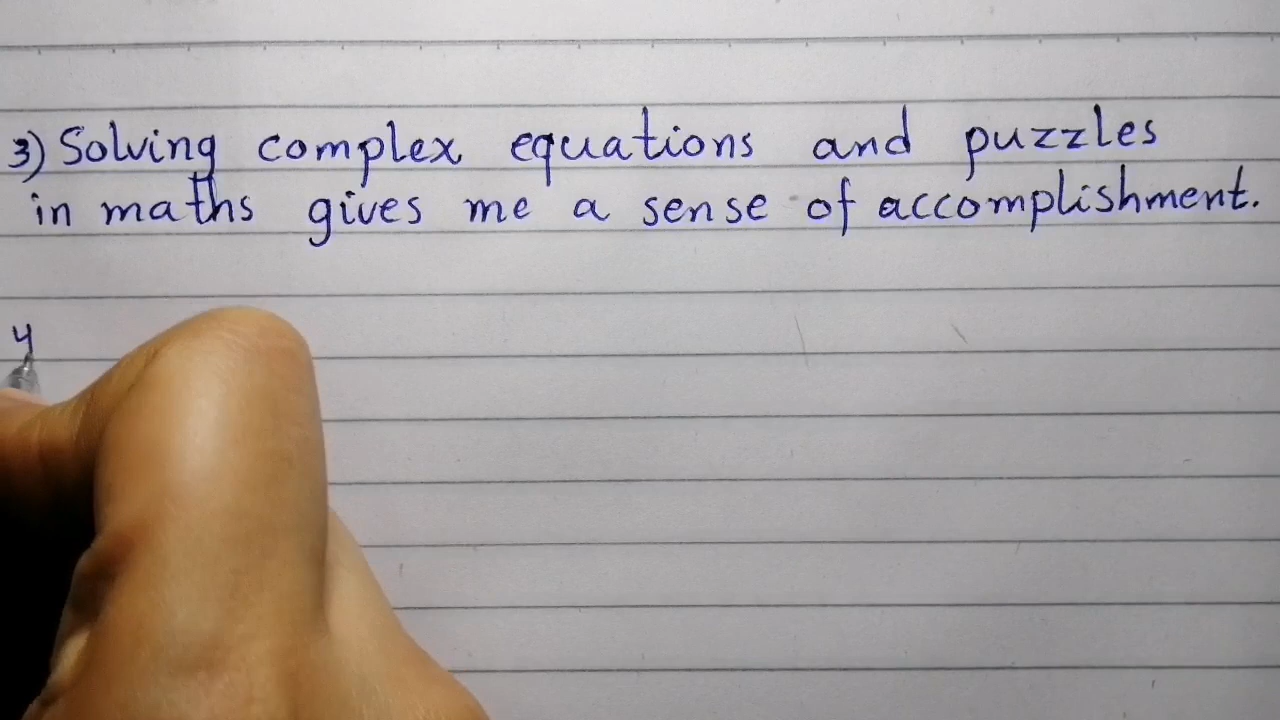 3) Solving complex equations and puzzles
in maths gives me a sense of accomplishment.
4